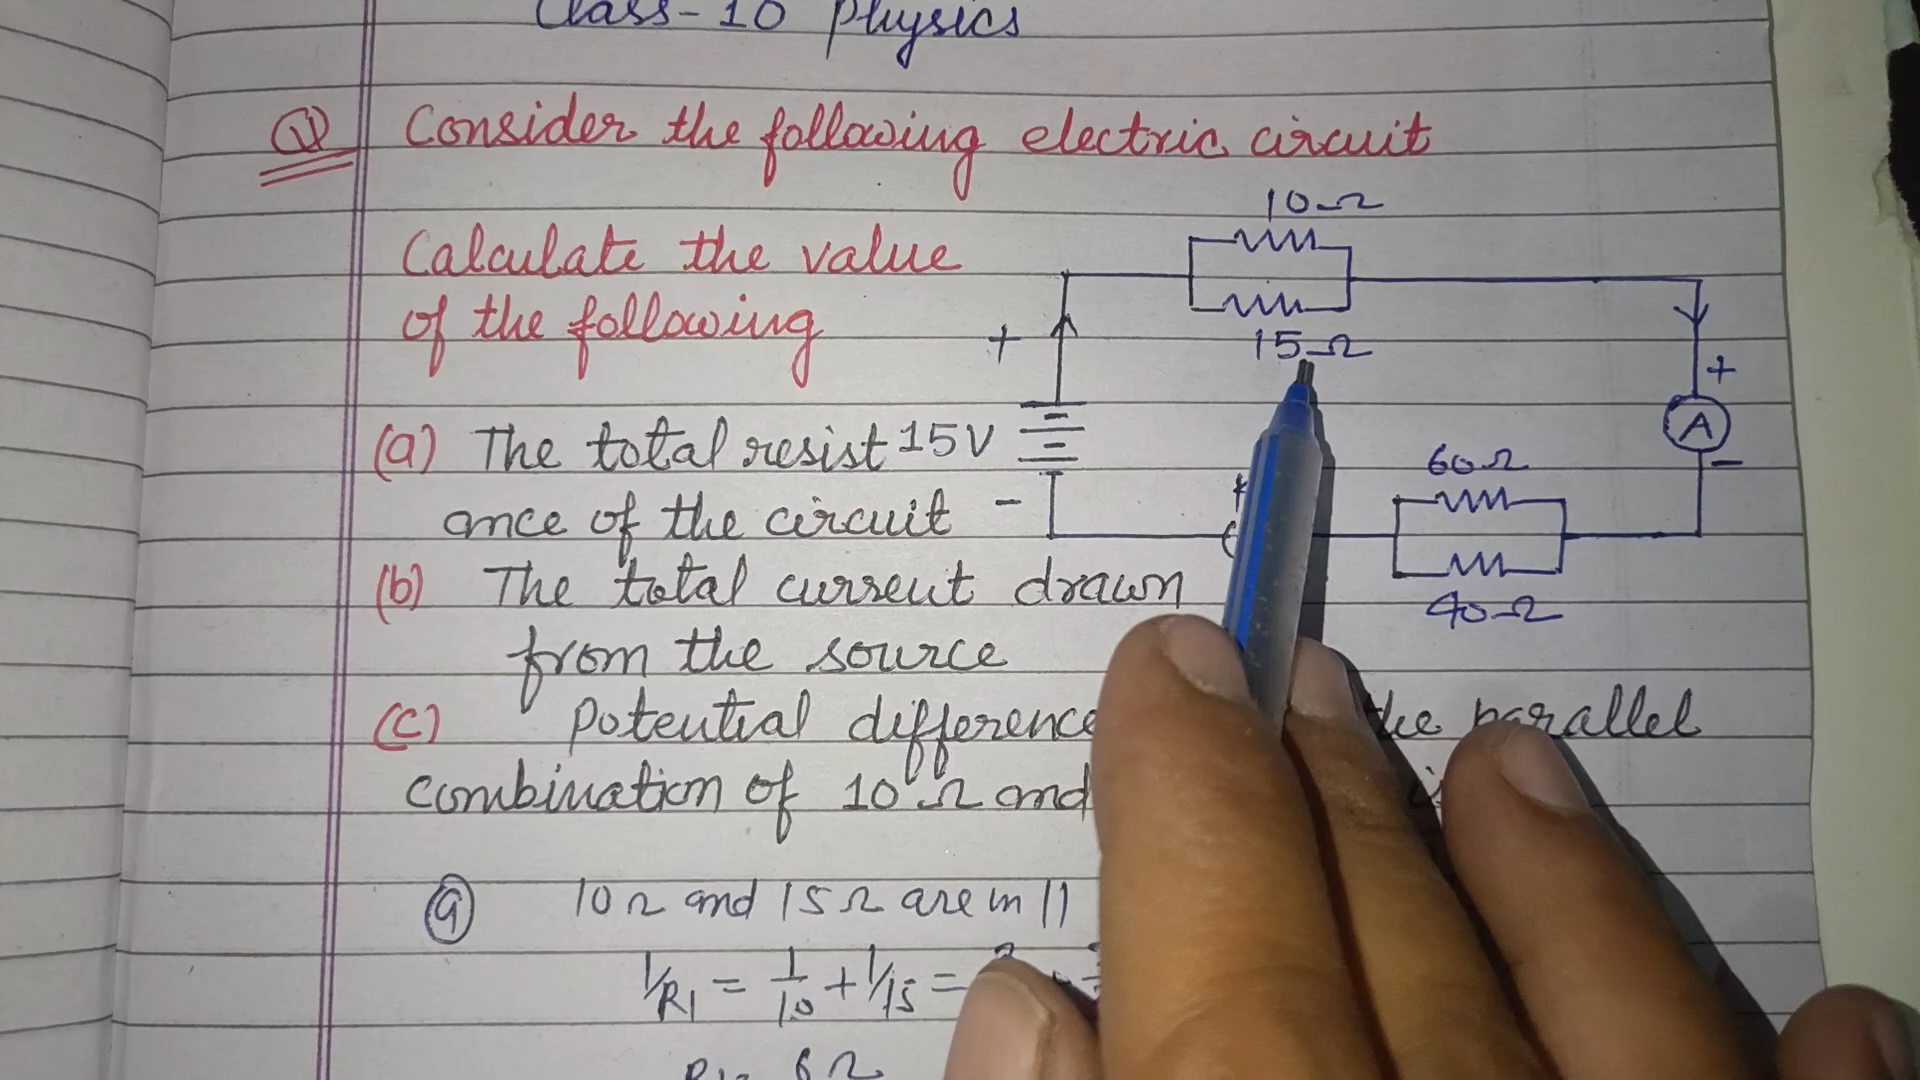 Class-10 Physics
Q Consider the following electric circuit
10Ω
Calculate the value
of the following
+
15Ω
+
A
(a) The total resist 15V
60Ω
-
ance of the circuit -
(b) The total current drawn
40Ω
from the source
(c) Potential difference the parallel
combination of 10Ω and
(a) 10Ω and 15Ω are in ||
1/R1 = 1/10 + 1/15 =
6Ω